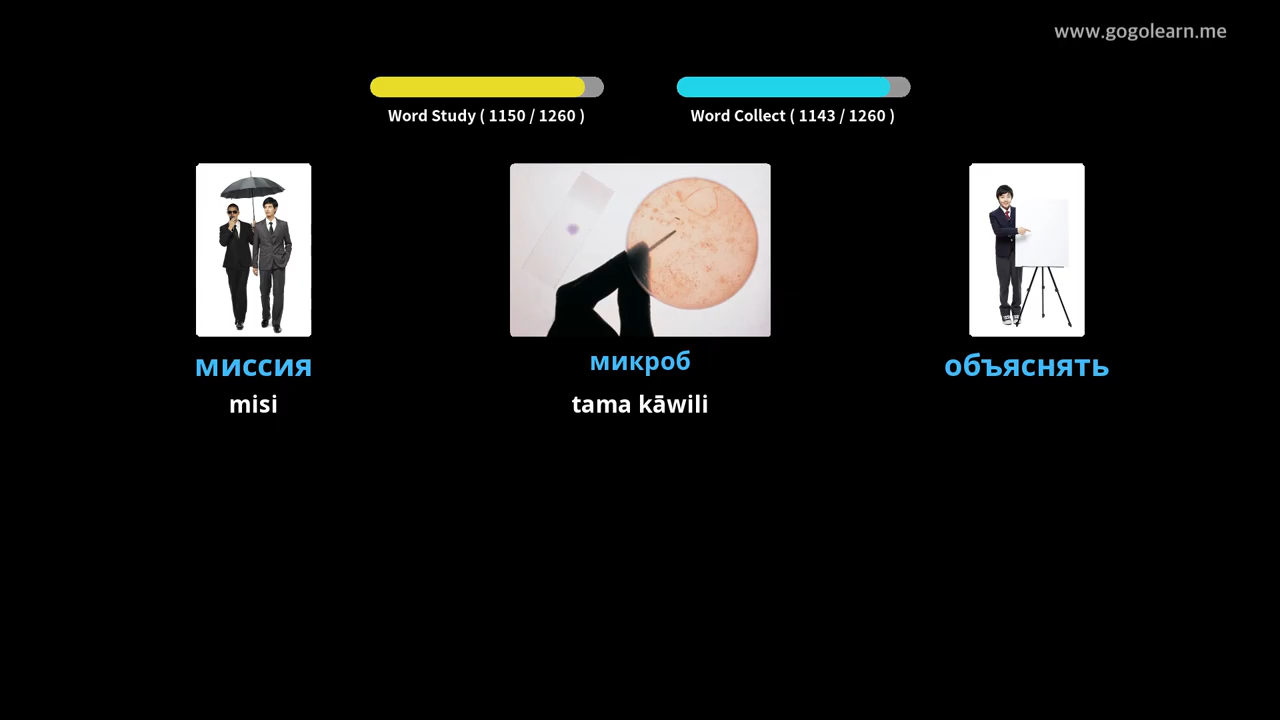 www.gogolearn.me
Word Study ( 1150 / 1260 )
Word Collect ( 1143 / 1260 )
миссия
misi
микроб
tama kāwili
объяснять